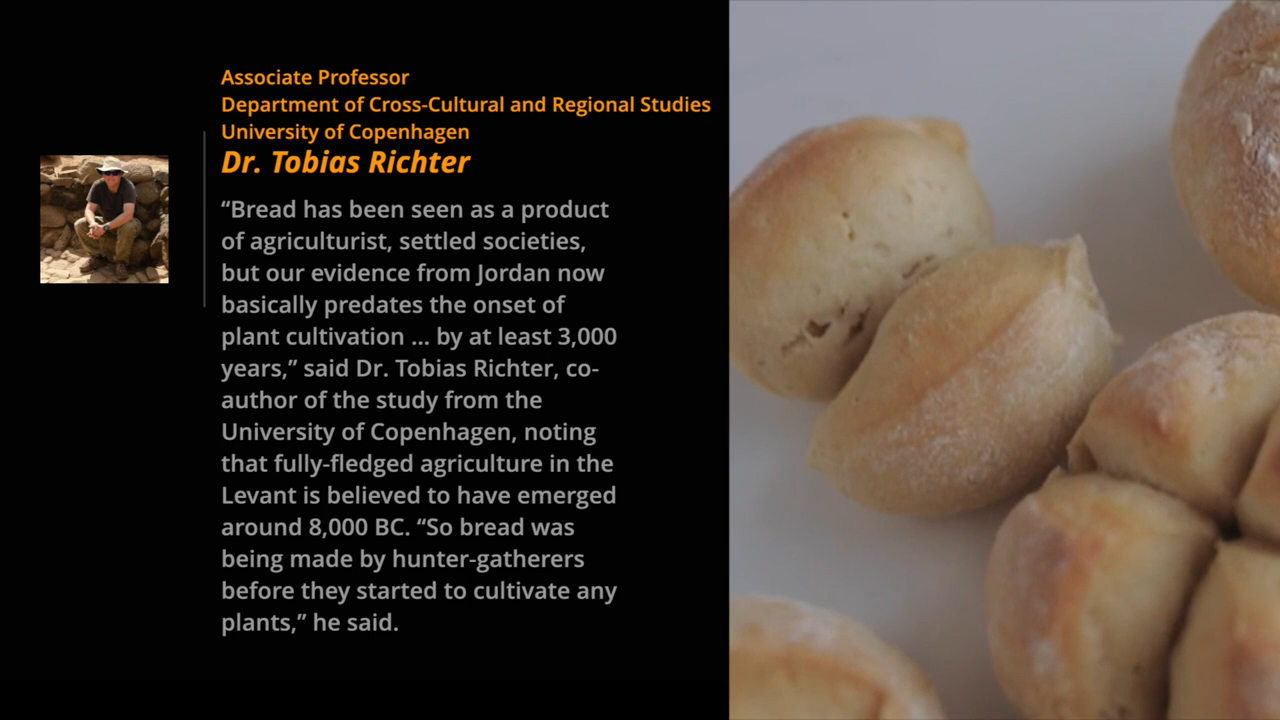 Associate Professor
Department of Cross-Cultural and Regional Studies
University of Copenhagen
Dr. Tobias Richter
“Bread has been seen as a product
of agriculturist, settled societies,
but our evidence from Jordan now
basically predates the onset of
plant cultivation ... by at least 3,000
years,” said Dr. Tobias Richter, co-
author of the study from the
University of Copenhagen, noting
that fully-fledged agriculture in the
Levant is believed to have emerged
around 8,000 BC. “So bread was
being made by hunter-gatherers
before they started to cultivate any
plants,” he said.